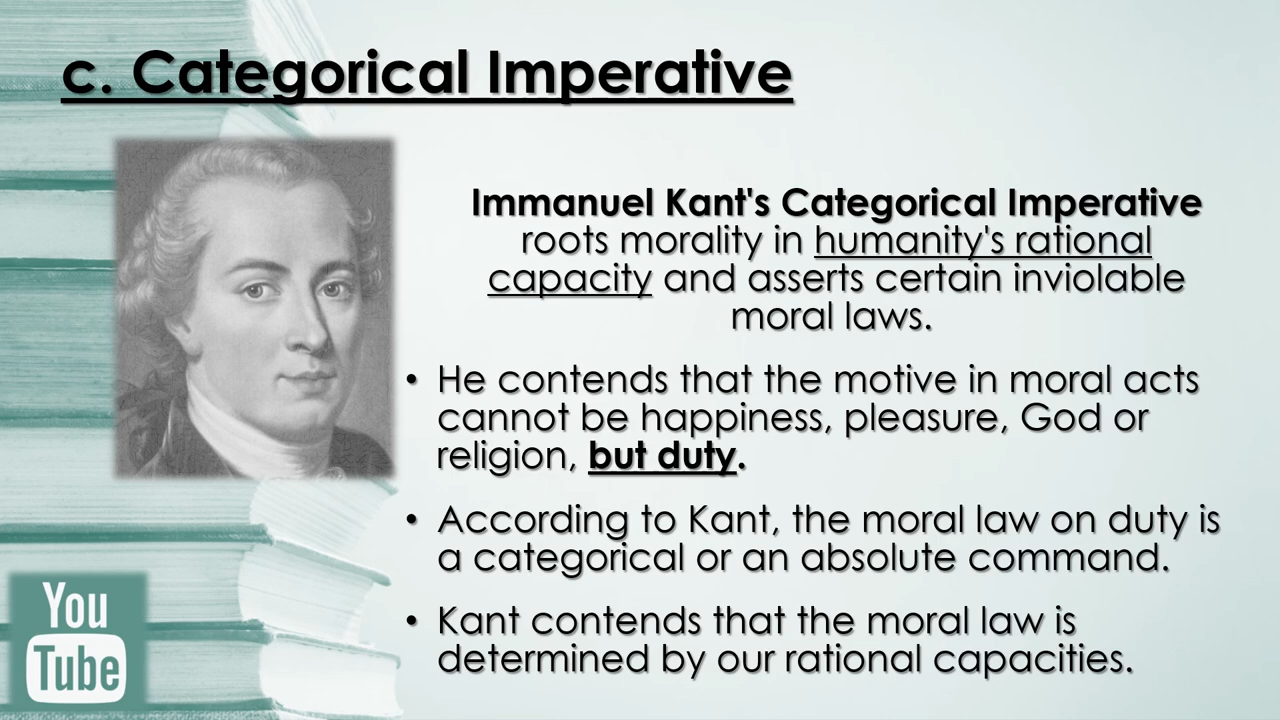 c. Categorical Imperative
Immanuel Kant's Categorical Imperative
roots morality in humanity's rational
capacity and asserts certain inviolable
moral laws.
• He contends that the motive in moral acts
cannot be happiness, pleasure, God or
religion, but duty.
• According to Kant, the moral law on duty is
a categorical or an absolute command.
• Kant contends that the moral law is
determined by our rational capacities.
You
Tube